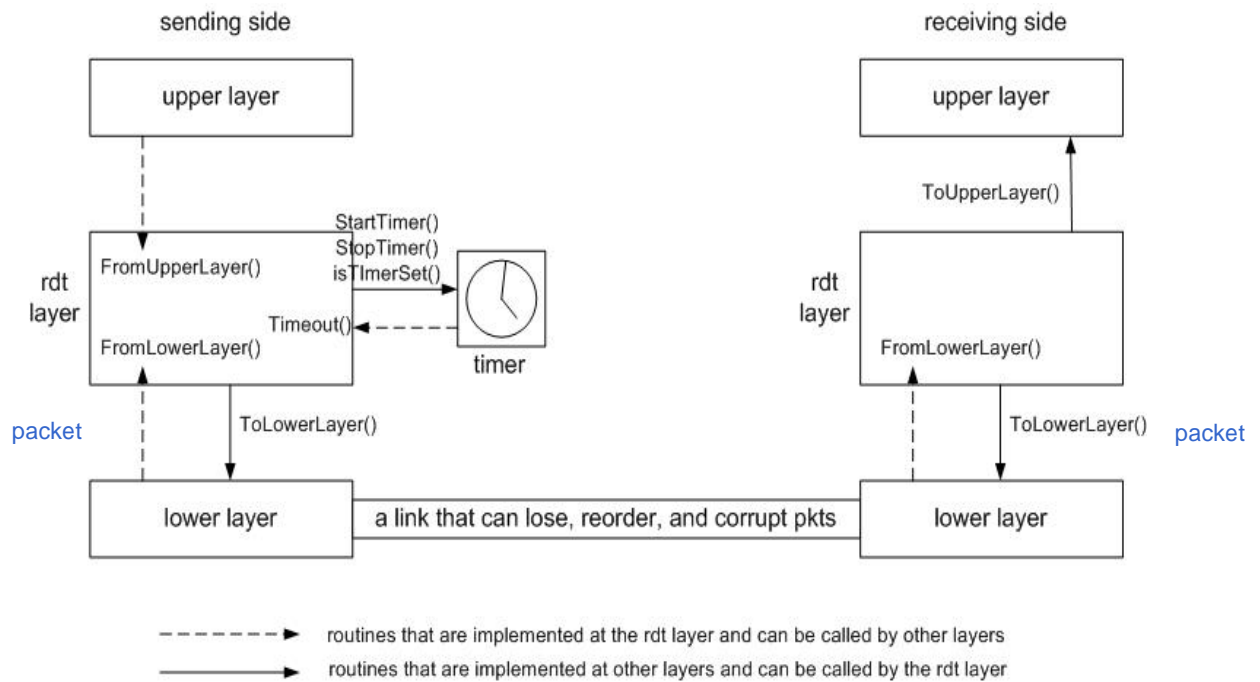 sending side
receiving side
upper layer
upper layer
ToUpperLayer()
StartTimer()
StopTimer()
isTImerSet()
FromUpperLayer()
rdt
layer
rdt
layer
Timeout()
FromLowerLayer()
timer
FromLowerLayer()
packet
ToLowerLayer()
ToLowerLayer()
packet
lower layer
a link that can lose, reorder, and corrupt pkts
lower layer
routines that are implemented at the rdt layer and can be called by other layers
routines that are implemented at other layers and can be called by the rdt layer